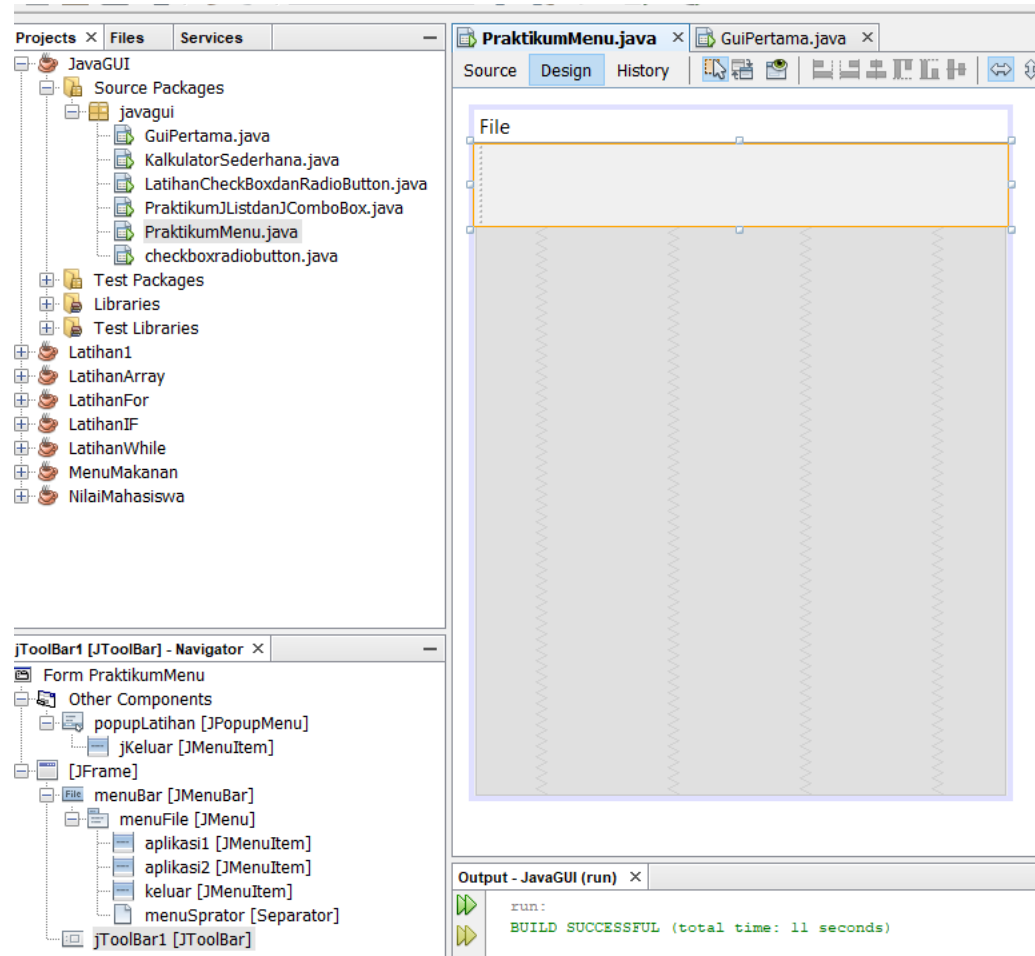 Projects Files Services
JavaGUI
Source Packages
javagui
GuiPertama.java
KalkulatorSederhana.java
LatihanCheckBoxdanRadioButton.java
PraktikumJListdanJComboBox.java
PraktikumMenu.java
checkboxradiobutton.java
Test Packages
Libraries
Test Libraries
Latihan1
LatihanArray
LatihanFor
LatihanIF
LatihanWhile
MenuMakanan
NilaiMahasiswa
jToolBar1 [JToolBar] - Navigator
Form PraktikumMenu
Other Components
popupLatihan [JPopupMenu]
jKeluar [JMenuItem]
[JFrame]
menuBar [JMenuBar]
menuFile [JMenu]
aplikasi1 [JMenuItem]
aplikasi2 [JMenuItem]
keluar [JMenuItem]
menuSprator [Separator]
jToolBar1 [JToolBar]
PraktikumMenu.java GuiPertama.java
Source Design History
File
Output - JavaGUI (run)
run:
BUILD SUCCESSFUL (total time: 11 seconds)